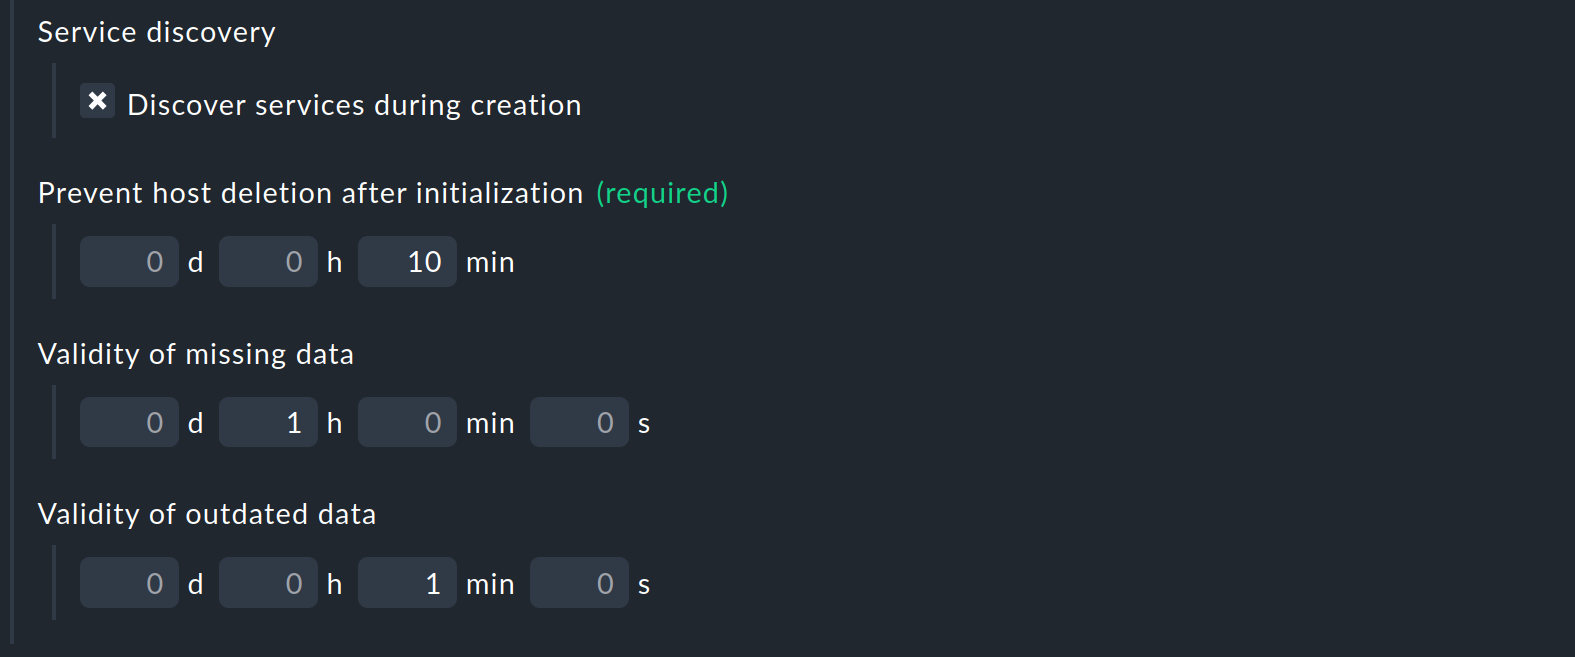 Service discovery
Discover services during creation
Prevent host deletion after initialization (required)
0 d 0 h 10 min
Validity of missing data
0 d 1 h 0 min 0 s
Validity of outdated data
0 d 0 h 1 min 0 s